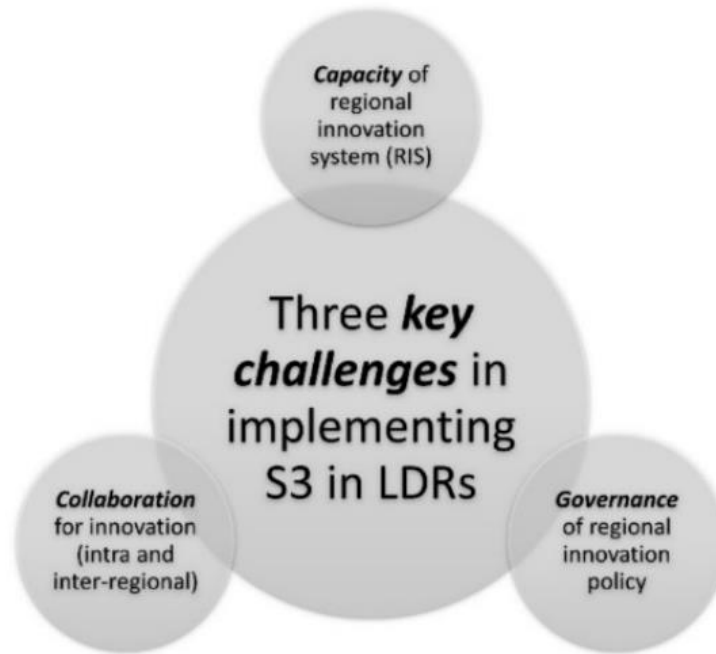 Capacity of
regional
innovation
system (RIS)
Three key
challenges in
implementing
S3 in LDRs
Collaboration
for innovation
(intra and
inter-regional)
Governance
of regional
innovation
policy